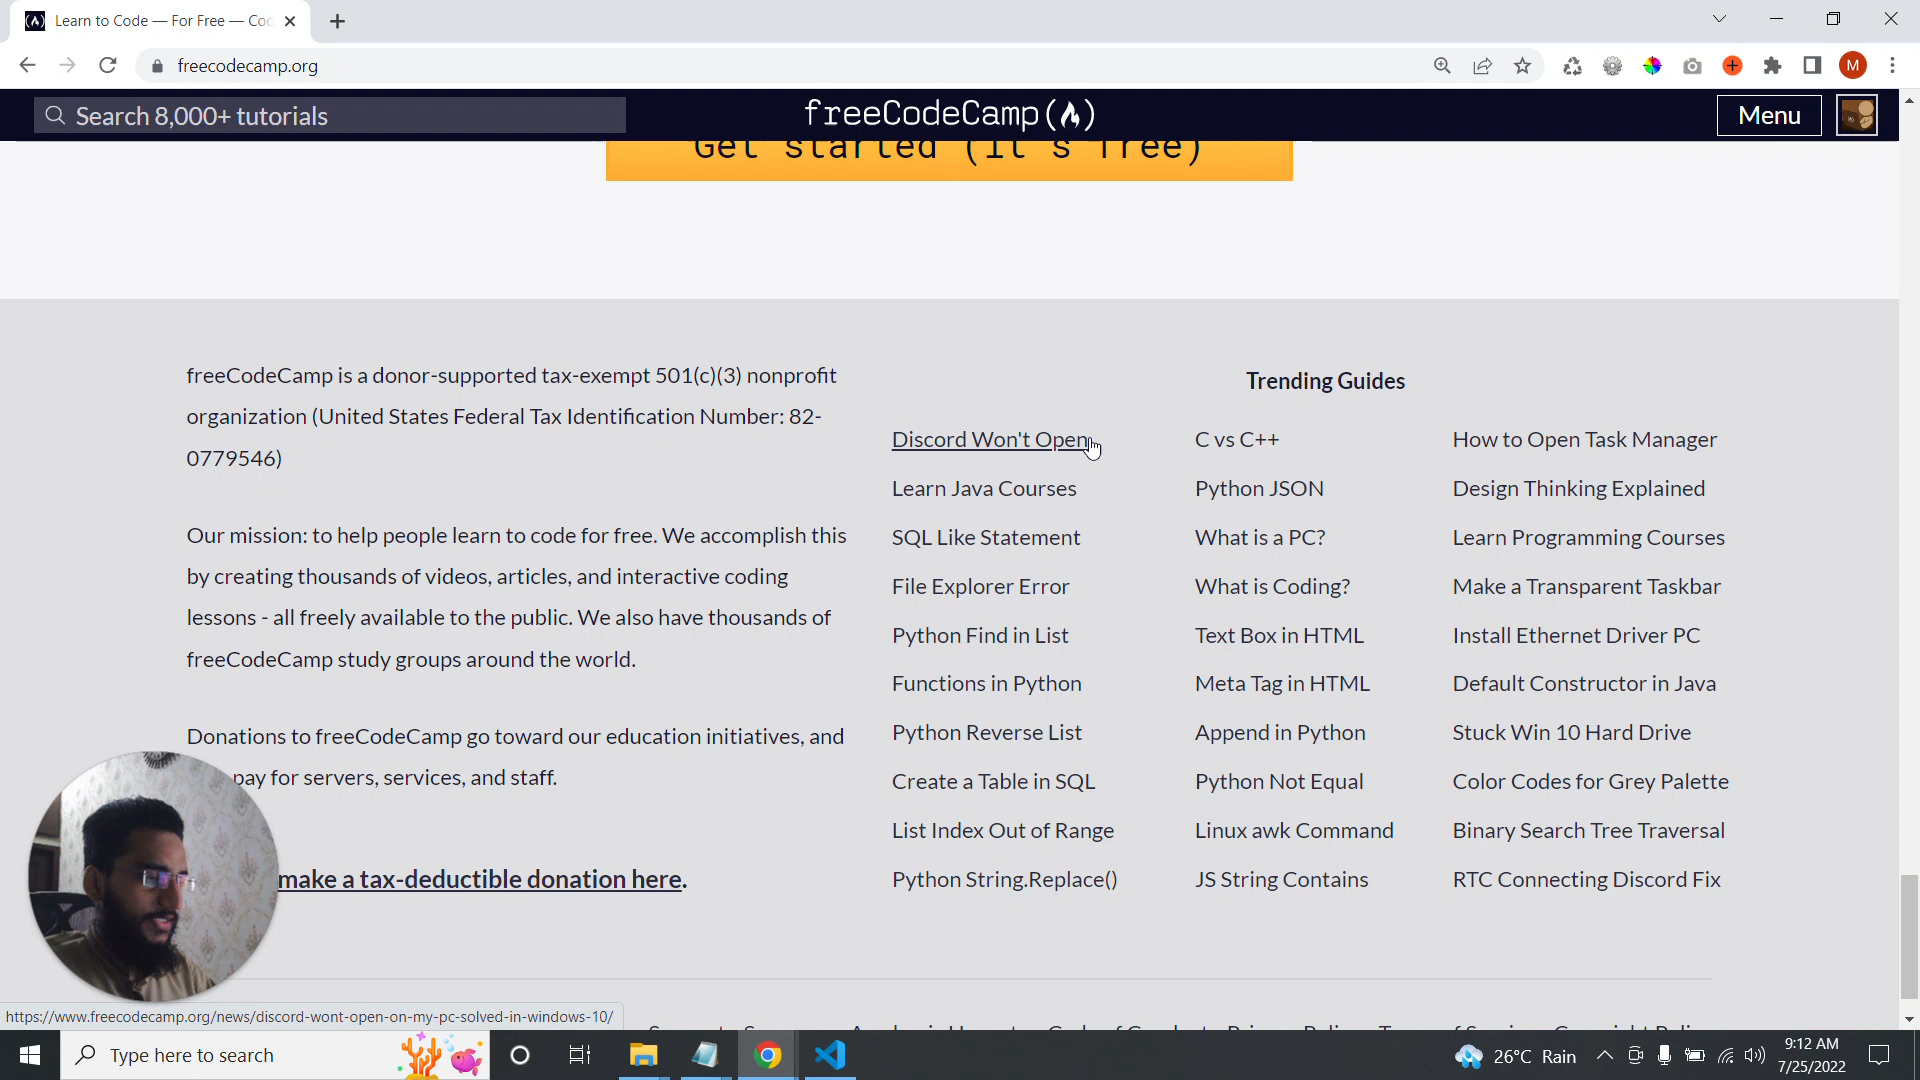 Learn to Code — For Free — Coc
freecodecamp.org
M
Search 8,000+ tutorials
freeCodeCamp
Menu
Get started (it's free)
freeCodeCamp is a donor-supported tax-exempt 501(c)(3) nonprofit
organization (United States Federal Tax Identification Number: 82-
0779546)
Our mission: to help people learn to code for free. We accomplish this
by creating thousands of videos, articles, and interactive coding
lessons - all freely available to the public. We also have thousands of
freeCodeCamp study groups around the world.
Donations to freeCodeCamp go toward our education initiatives, and
pay for servers, services, and staff.
make a tax-deductible donation here.
Trending Guides
Discord Won't Open
Learn Java Courses
SQL Like Statement
File Explorer Error
Python Find in List
Functions in Python
Python Reverse List
Create a Table in SQL
List Index Out of Range
Python String.Replace()
C vs C++
Python JSON
What is a PC?
What is Coding?
Text Box in HTML
Meta Tag in HTML
Append in Python
Python Not Equal
Linux awk Command
JS String Contains
How to Open Task Manager
Design Thinking Explained
Learn Programming Courses
Make a Transparent Taskbar
Install Ethernet Driver PC
Default Constructor in Java
Stuck Win 10 Hard Drive
Color Codes for Grey Palette
Binary Search Tree Traversal
RTC Connecting Discord Fix
https://www.freecodecamp.org/news/discord-wont-open-on-my-pc-solved-in-windows-10/
Type here to search
26°C Rain
9:12 AM
7/25/2022